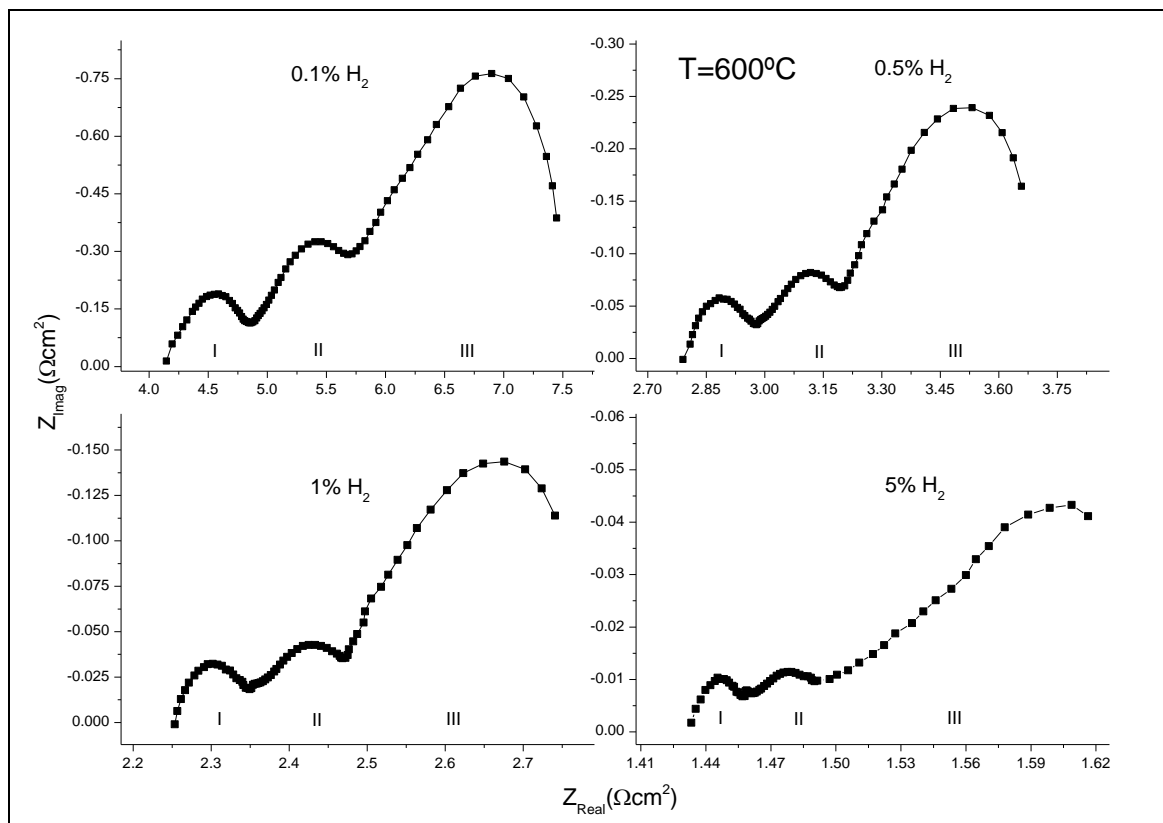 0.1% H2
-0.75
-0.60
-0.45
-0.30
-0.15
0.00
I II III
4.0 4.5 5.0 5.5 6.0 6.5 7.0 7.5
T=600ºC
0.5% H2
-0.30
-0.25
-0.20
-0.15
-0.10
-0.05
0.00
I II III
2.70 2.85 3.00 3.15 3.30 3.45 3.60 3.75
ZImag(Ωcm2)
1% H2
-0.150
-0.125
-0.100
-0.075
-0.050
-0.025
0.000
I II III
2.2 2.3 2.4 2.5 2.6 2.7
5% H2
-0.06
-0.05
-0.04
-0.03
-0.02
-0.01
0.00
I II III
1.41 1.44 1.47 1.50 1.53 1.56 1.59 1.62
ZReal(Ωcm2)